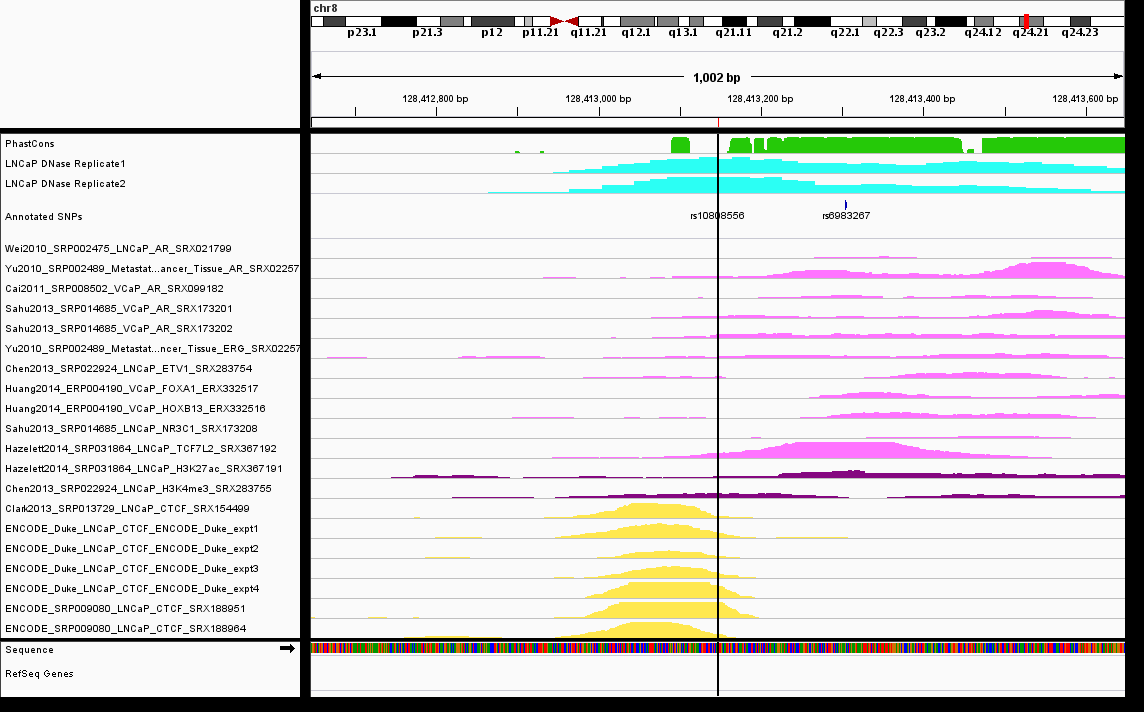 chr8
p23.1 p21.3 p12 p11.21 q11.21 q12.1 q13.1 q21.11 q21.2 q22.1 q22.3 q23.2 q24.12 q24.21 q24.23
1,002 bp
128,412,800 bp 128,413,000 bp 128,413,200 bp 128,413,400 bp 128,413,600 bp
PhastCons
LNCaP DNase Replicate1
LNCaP DNase Replicate2
Annotated SNPs
rs10808556 rs6983267
Wei2010_SRP002475_LNCaP_AR_SRX021799
Yu2010_SRP002489_Metastat...ancer_Tissue_AR_SRX02257
Cai2011_SRP008502_VCaP_AR_SRX099182
Sahu2013_SRP014685_VCaP_AR_SRX173201
Sahu2013_SRP014685_VCaP_AR_SRX173202
Yu2010_SRP002489_Metastat...ncer_Tissue_ERG_SRX02257
Chen2013_SRP022924_LNCaP_ETV1_SRX283754
Huang2014_ERP004190_VCaP_FOXA1_ERX332517
Huang2014_ERP004190_VCaP_HOXB13_ERX332516
Sahu2013_SRP014685_LNCaP_NR3C1_SRX173208
Hazelett2014_SRP031864_LNCaP_TCF7L2_SRX367192
Hazelett2014_SRP031864_LNCaP_H3K27ac_SRX367191
Chen2013_SRP022924_LNCaP_H3K4me3_SRX283755
Clark2013_SRP013729_LNCaP_CTCF_SRX154499
ENCODE_Duke_LNCaP_CTCF_ENCODE_Duke_expt1
ENCODE_Duke_LNCaP_CTCF_ENCODE_Duke_expt2
ENCODE_Duke_LNCaP_CTCF_ENCODE_Duke_expt3
ENCODE_Duke_LNCaP_CTCF_ENCODE_Duke_expt4
ENCODE_SRP009080_LNCaP_CTCF_SRX188951
ENCODE_SRP009080_LNCaP_CTCF_SRX188964
Sequence
RefSeq Genes